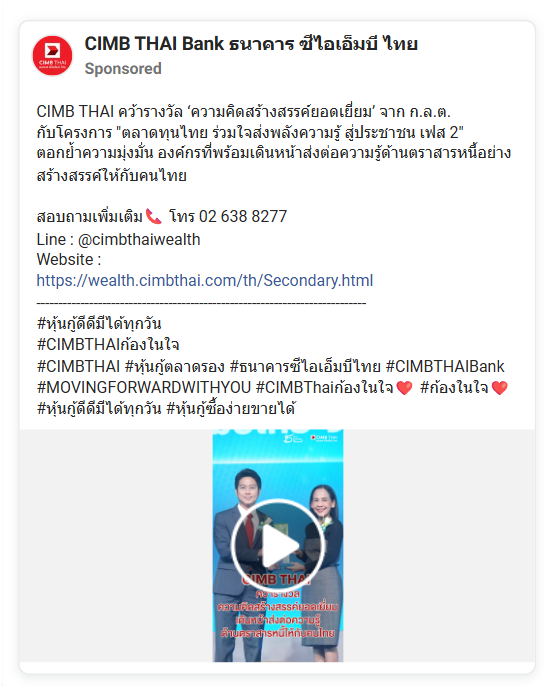 CIMB THAI Bank ธนาคาร ซีไอเอ็มบี ไทย
CIMB THAI
Sponsored
CIMB THAI คว้ารางวัล ‘ความคิดสร้างสรรค์ยอดเยี่ยม’ จาก ก.ล.ต.
กับโครงการ "ตลาดทุนไทย ร่วมใจส่งพลังความรู้ สู่ประชาชน เฟส 2"
ตอกย้ำความมุ่งมั่น องค์กรที่พร้อมเดินหน้าส่งต่อความรู้ด้านตราสารหนี้อย่าง
สร้างสรรค์ให้กับคนไทย
สอบถามเพิ่มเติม📞 โทร 02 638 8277
Line : @cimbthaiwealth
Website :
https://wealth.cimbthai.com/th/Secondary.html
---------------------------------------------------------------------------
#หุ้นกู้ดีดีมีได้ทุกวัน
#CIMBTHAIก้องในใจ
#CIMBTHAI #หุ้นกู้ตลาดรอง #ธนาคารซีไอเอ็มบีไทย #CIMBTHAIBank
#MOVINGFORWARDWITHYOU #CIMBThaiก้องในใจ❤️ #ก้องในใจ❤️
#หุ้นกู้ดีดีมีได้ทุกวัน #หุ้นกู้ซื้อง่ายขายได้
CIMB THAI
CIMB THAI
คว้ารางวัล
ความคิดสร้างสรรค์ยอดเยี่ยม
เดินหน้าส่งต่อความรู้
ด้านตราสารหนี้ให้กับคนไทย